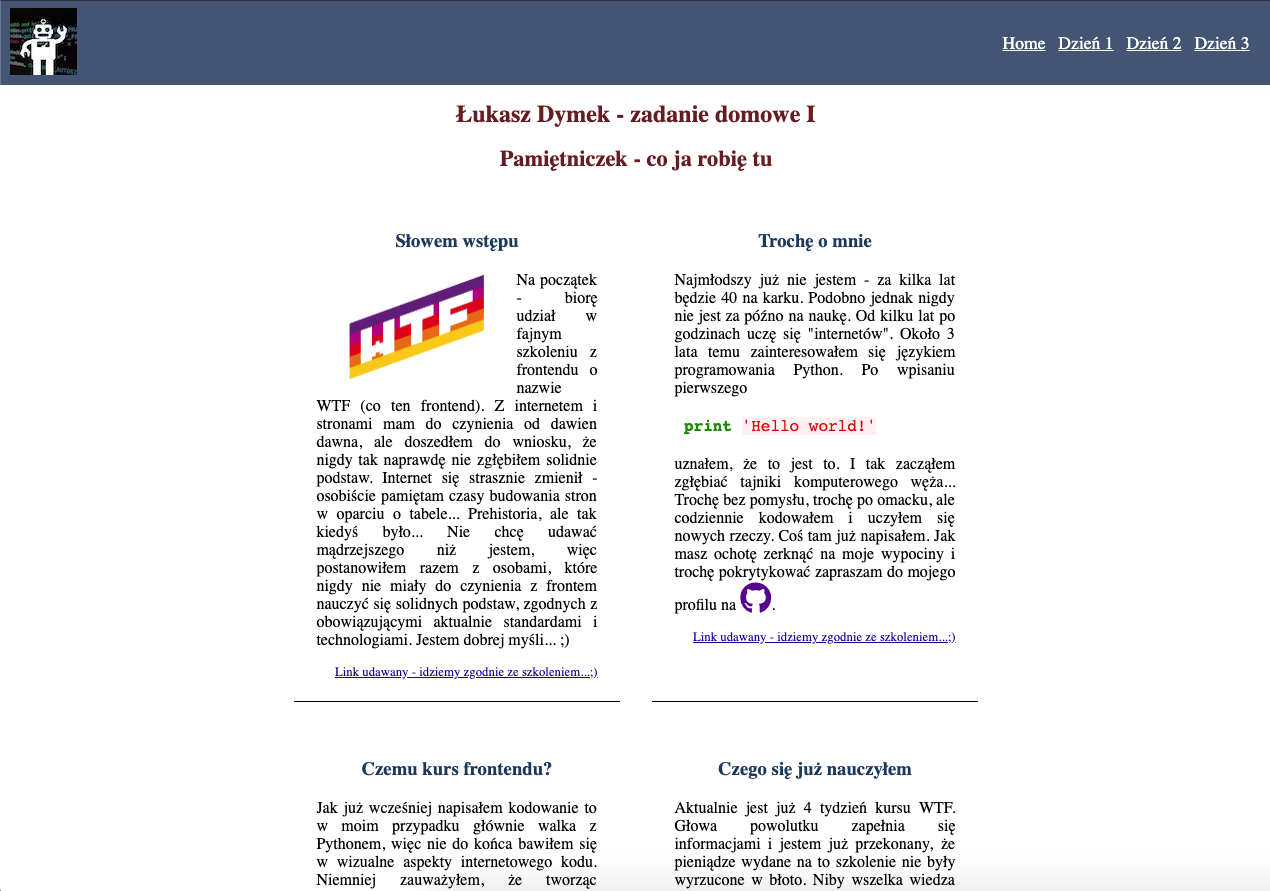 Home Dzień 1 Dzień 2 Dzień 3
Łukasz Dymek - zadanie domowe I
Pamiętniczek - co ja robię tu
Słowem wstępu
WTF
Na początek
- biorę
udział w
fajnym
szkoleniu z
frontendu o
nazwie
WTF (co ten frontend). Z internetem i
stronami mam do czynienia od dawien
dawna, ale doszedłem do wniosku, że
nigdy tak naprawdę nie zgłębiłem solidnie
podstaw. Internet się strasznie zmienił -
osobiście pamiętam czasy budowania stron
w oparciu o tabele... Prehistoria, ale tak
kiedyś było... Nie chcę udawać
mądrzejszego niż jestem, więc
postanowiłem razem z osobami, które
nigdy nie miały do czynienia z frontem
nauczyć się solidnych podstaw, zgodnych z
obowiązującymi aktualnie standardami i
technologiami. Jestem dobrej myśli... ;)
Link udawany - idziemy zgodnie ze szkoleniem...;)
Trochę o mnie
Najmłodszy już nie jestem - za kilka lat
będzie 40 na karku. Podobno jednak nigdy
nie jest za późno na naukę. Od kilku lat po
godzinach uczę się "internetów". Około 3
lata temu zainteresowałem się językiem
programowania Python. Po wpisaniu
pierwszego
print 'Hello world!'
uznałem, że to jest to. I tak zacząłem
zgłębiać tajniki komputerowego węża...
Trochę bez pomysłu, trochę po omacku, ale
codziennie kodowałem i uczyłem się
nowych rzeczy. Coś tam już napisałem. Jak
masz ochotę zerknąć na moje wypociny i
trochę pokrytykować zapraszam do mojego
profilu na .
Link udawany - idziemy zgodnie ze szkoleniem...;)
Czemu kurs frontendu?
Jak już wcześniej napisałem kodowanie to
w moim przypadku głównie walka z
Pythonem, więc nie do końca bawiłem się
w wizualne aspekty internetowego kodu.
Niemniej zauważyłem, że tworząc
Czego się już nauczyłem
Aktualnie jest już 4 tydzień kursu WTF.
Głowa powolutku zapełnia się
informacjami i jestem już przekonany, że
pieniądze wydane na to szkolenie nie były
wyrzucone w błoto. Niby wszelka wiedza